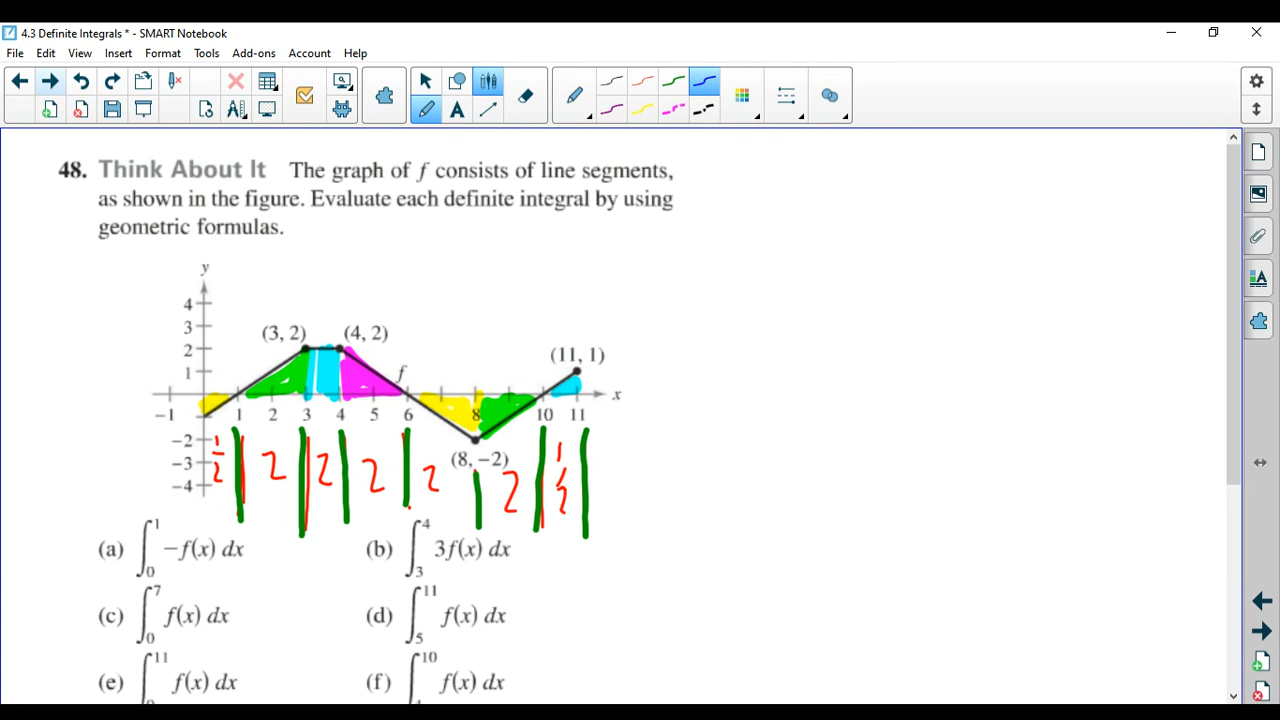 4.3 Definite Integrals * - SMART Notebook
File Edit View Insert Format Tools Add-ons Account Help
48. Think About It The graph of f consists of line segments,
as shown in the figure. Evaluate each definite integral by using
geometric formulas.
y
4
3
2
1
(3, 2) (4, 2)
f
(11, 1)
x
−1 1 2 3 4 5 6 8 10 11
−2
−3
−4
(8, −2)
1/2 2 2 2 2 2 1/2
(a) ∫₀¹ −f(x) dx (b) ∫₃⁴ 3f(x) dx
(c) ∫₀⁷ f(x) dx (d) ∫₅¹¹ f(x) dx
(e) ∫¹¹ f(x) dx (f) ∫¹⁰ f(x) dx